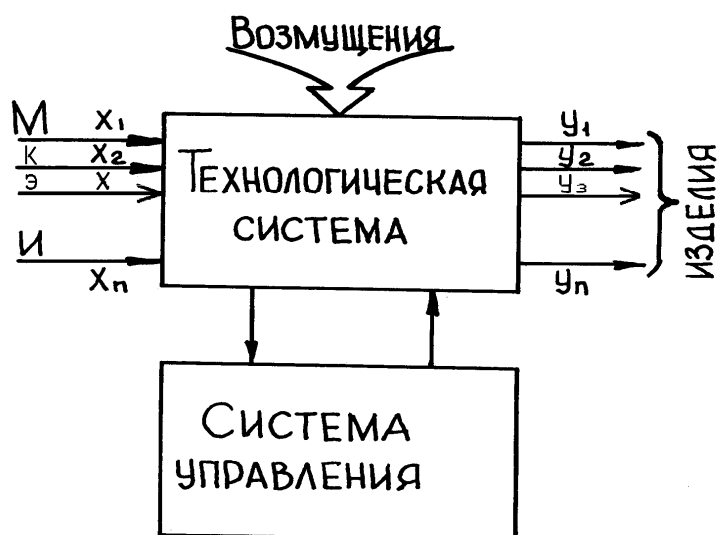 Возмущения
М X1
К X2
Э X
И Xn
Технологическая
система
y1
y2
y3
yn
изделия
Система
управления